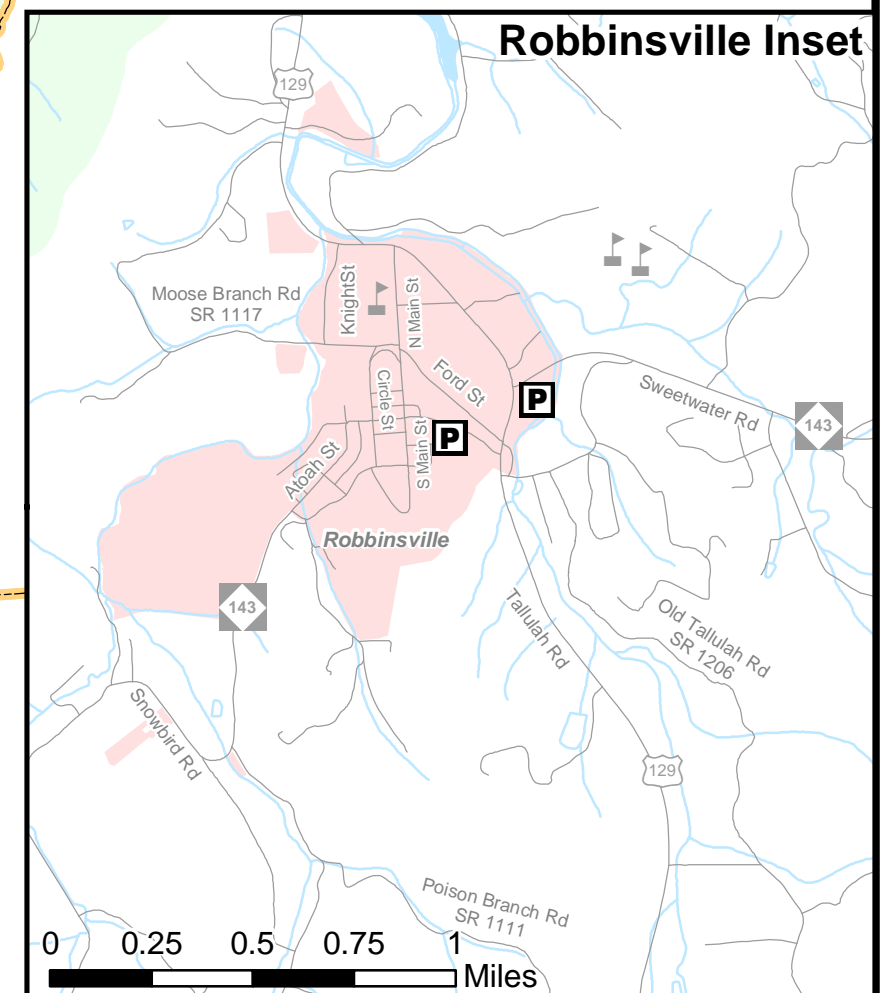 Robbinsville Inset
129
Moose Branch Rd
SR 1117
KnightSt
N Main St
Circle St
Ford St
P
P
Sweetwater Rd
143
S Main St
Atoah St
Robbinsville
143
Tallulah Rd
Old Tallulah Rd
SR 1206
Snowbird Rd
129
Poison Branch Rd
SR 1111
0 0.25 0.5 0.75 1
Miles